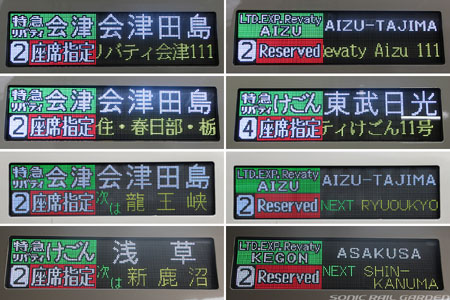 特急 リバティ 会津 会津田島
2 座席指定 リバティ会津111
LTD.EXP.Revaty AIZU AIZU-TAJIMA
2 Reserved evaty Aizu 111
特急 リバティ 会津 会津田島
2 座席指定 住・春日部・栃
特急 リバティ けごん 東武日光
4 座席指定 ティけごん11号
特急 リバティ 会津 会津田島
2 座席指定 次は 龍王峡
LTD.EXP.Revaty AIZU AIZU-TAJIMA
2 Reserved NEXT RYUOUKYO
特急 リバティ けごん 浅草
2 座席指定 次は 新鹿沼
LTD.EXP.Revaty KEGON ASAKUSA
2 Reserved NEXT SHIN-KANUMA
SONIC RAIL GARDEN